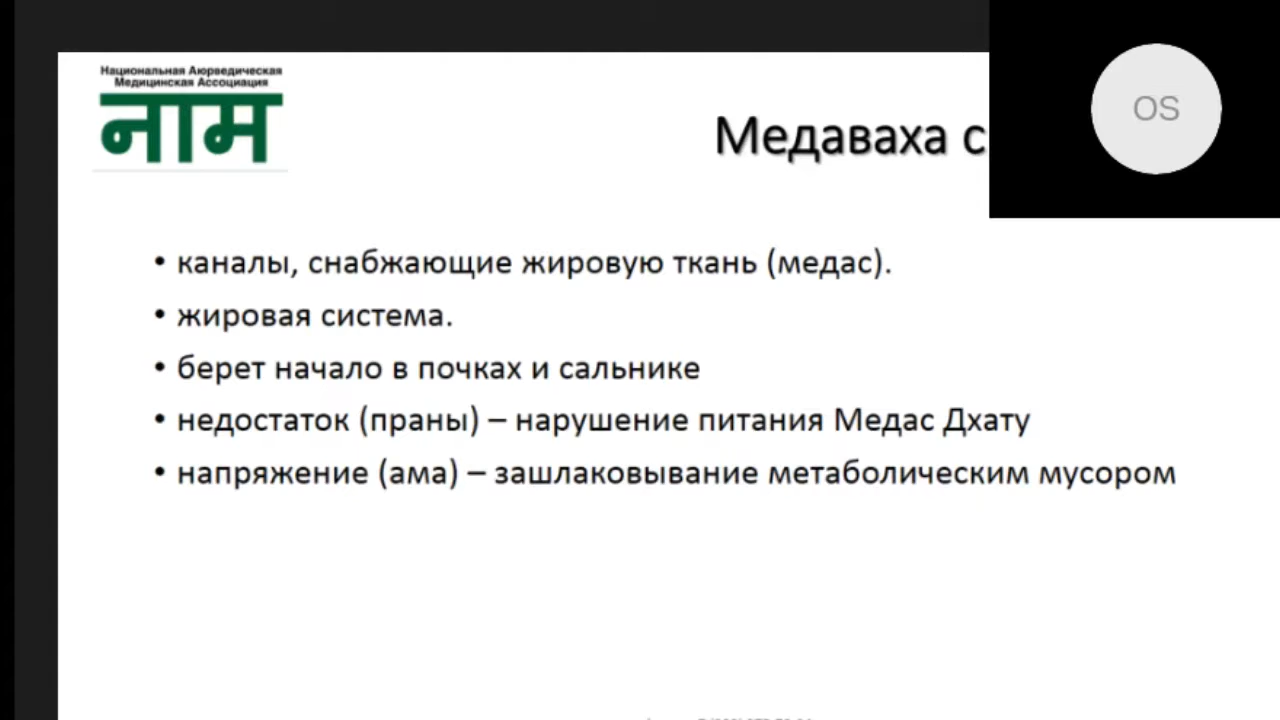 Национальная Аюрведическая
Медицинская Ассоциация
नाम
Медаваха с
OS
• каналы, снабжающие жировую ткань (медас).
• жировая система.
• берет начало в почках и сальнике
• недостаток (праны) – нарушение питания Медас Дхату
• напряжение (ама) – зашлаковывание метаболическим мусором